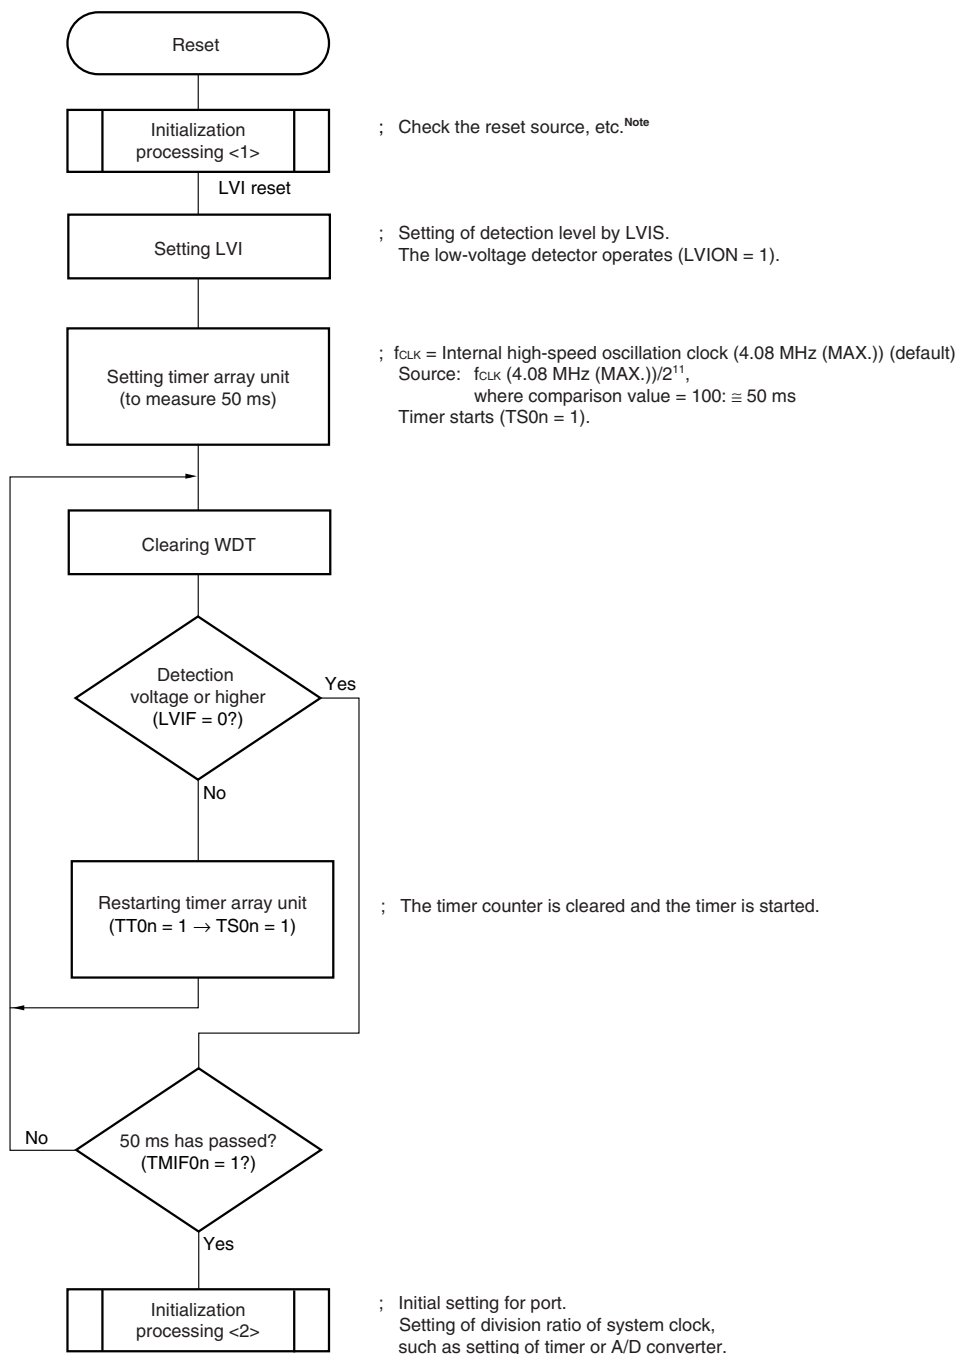 Reset
Initialization
processing <1>
; Check the reset source, etc.Note
LVI reset
Setting LVI
; Setting of detection level by LVIS.
The low-voltage detector operates (LVION = 1).
Setting timer array unit
(to measure 50 ms)
; fCLK = Internal high-speed oscillation clock (4.08 MHz (MAX.)) (default)
Source: fCLK (4.08 MHz (MAX.))/2¹¹,
where comparison value = 100: ≅ 50 ms
Timer starts (TS0n = 1).
Clearing WDT
Detection
voltage or higher
(LVIF = 0?)
Yes
No
Restarting timer array unit
(TT0n = 1 → TS0n = 1)
; The timer counter is cleared and the timer is started.
No
50 ms has passed?
(TMIF0n = 1?)
Yes
Initialization
processing <2>
; Initial setting for port.
Setting of division ratio of system clock,
such as setting of timer or A/D converter.